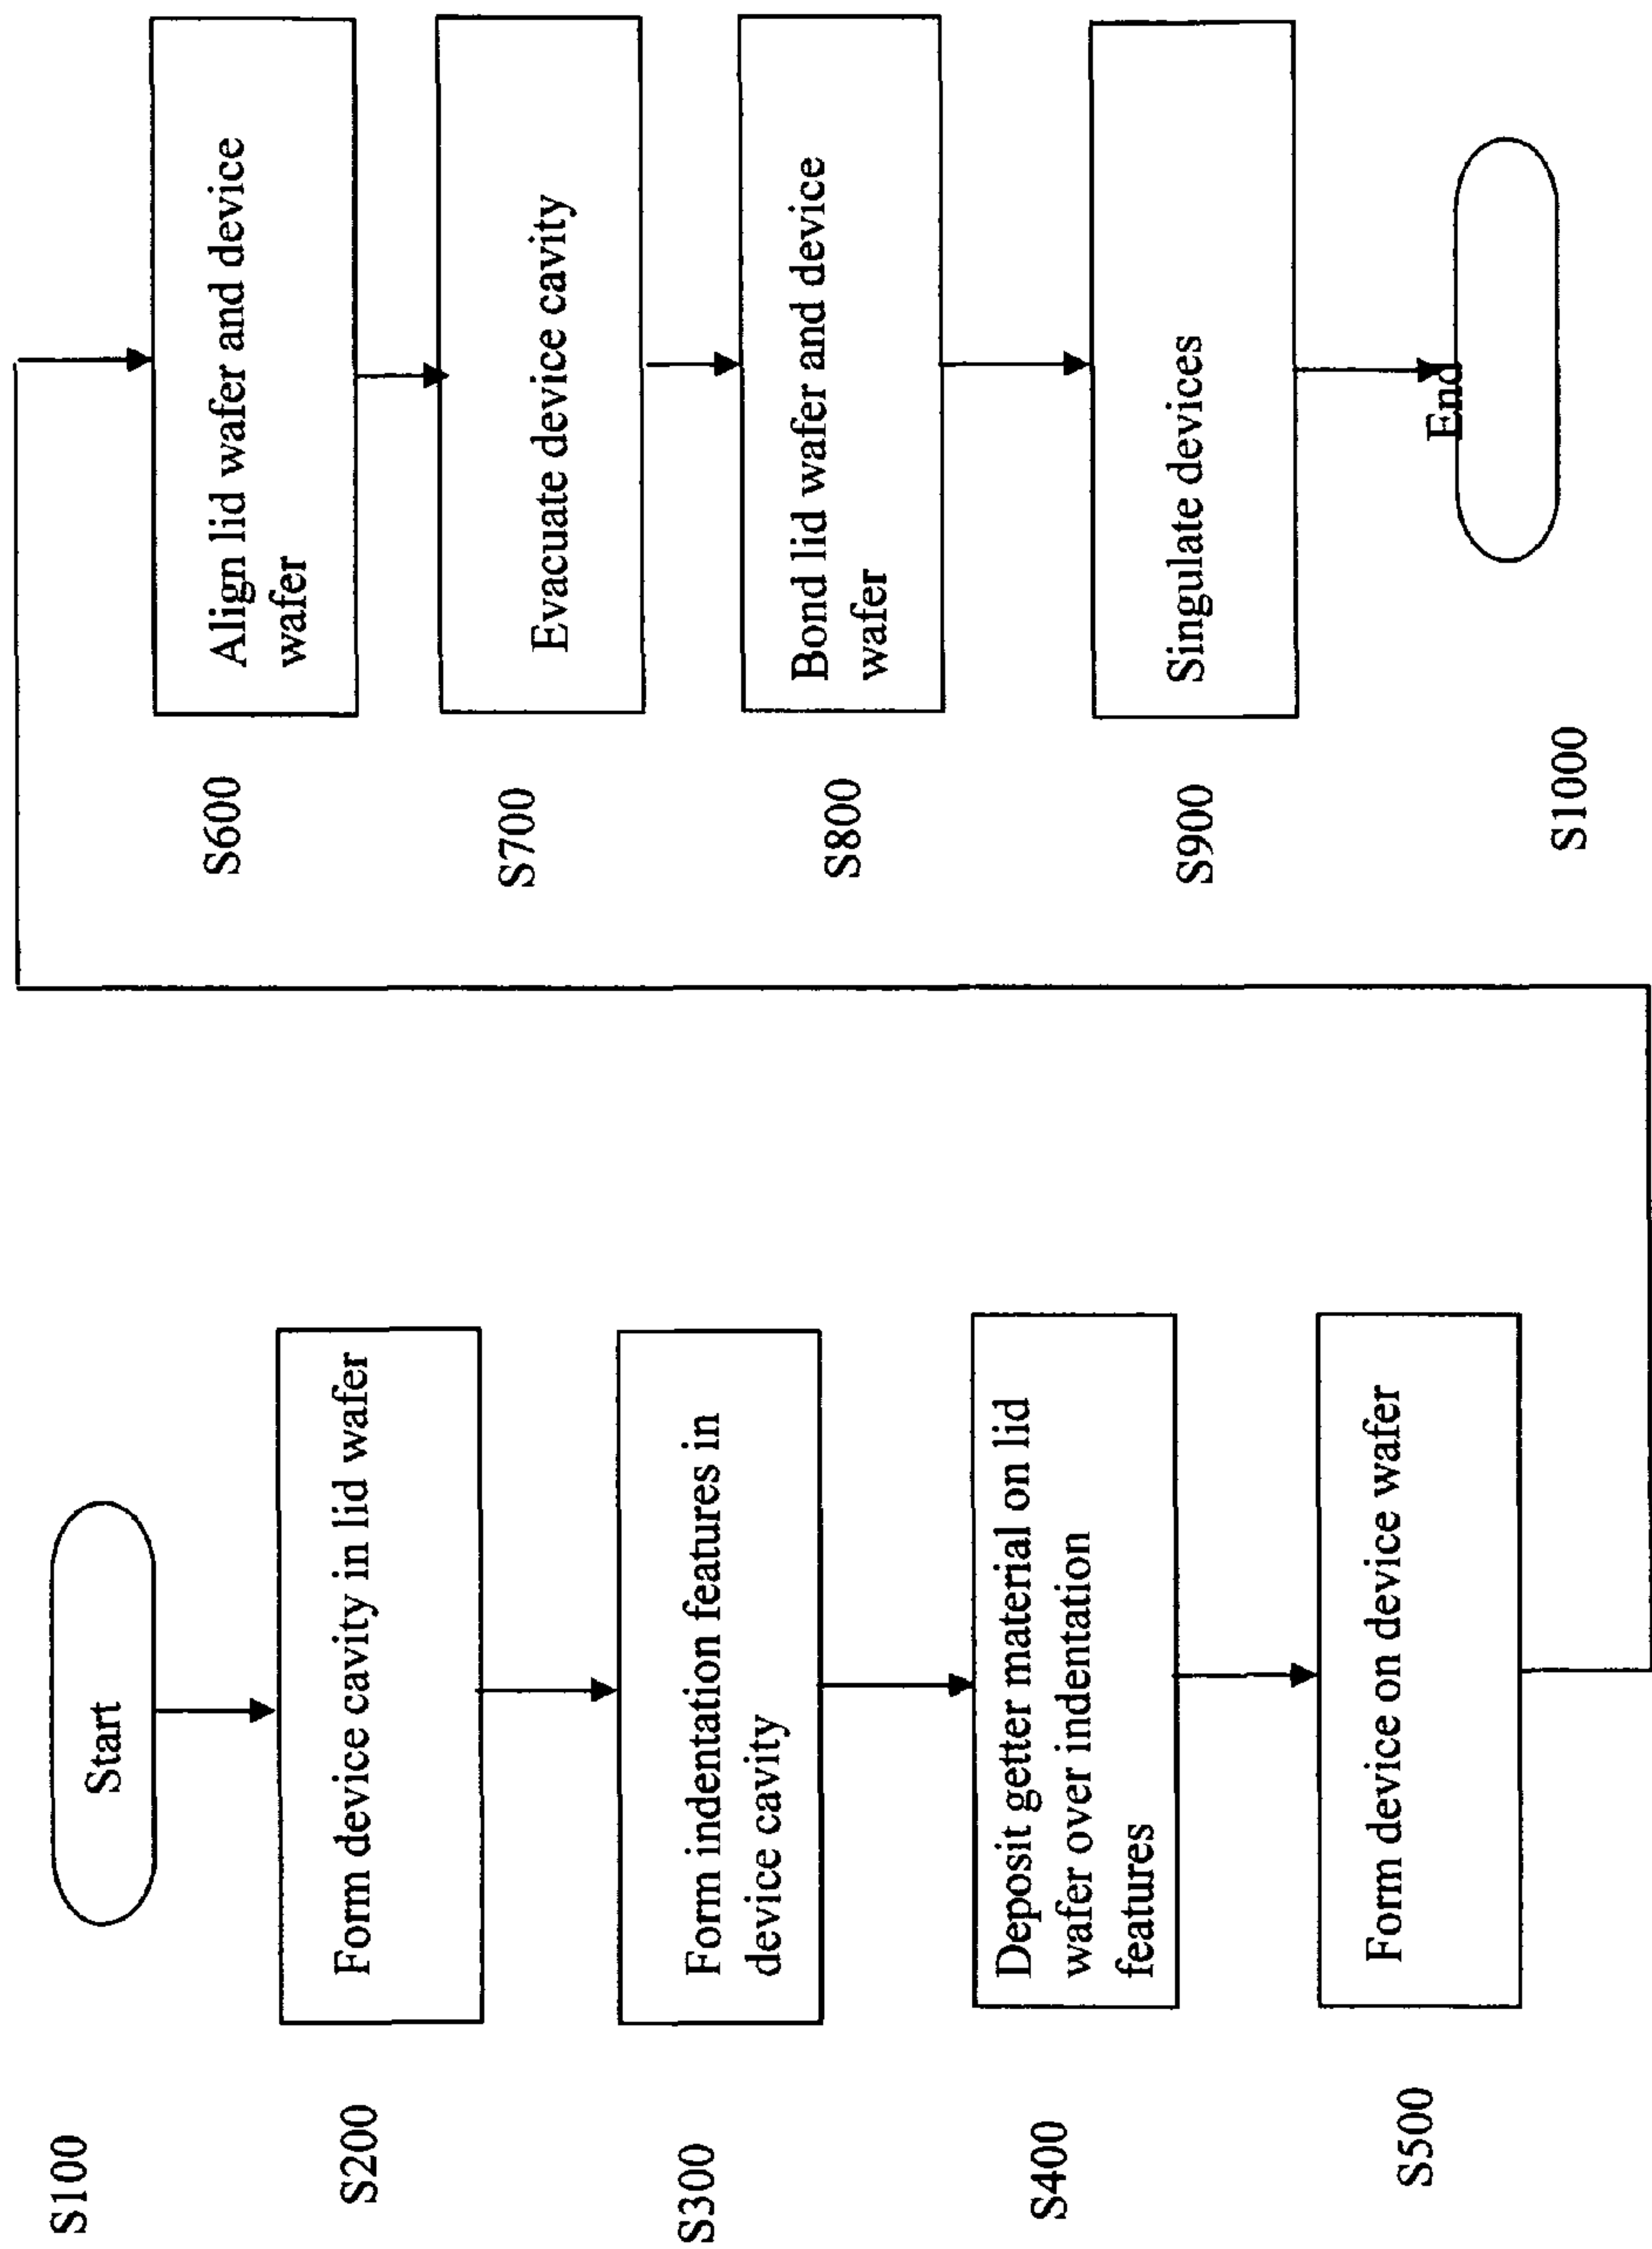 S100
Start
S200
Form device cavity in lid wafer
S300
Form indentation features in
device cavity
S400
Deposit getter material on lid
wafer over indentation
features
S500
Form device on device wafer
S600
Align lid wafer and device
wafer
S700
Evacuate device cavity
S800
Bond lid wafer and device
wafer
S900
Singulate devices
S1000
End